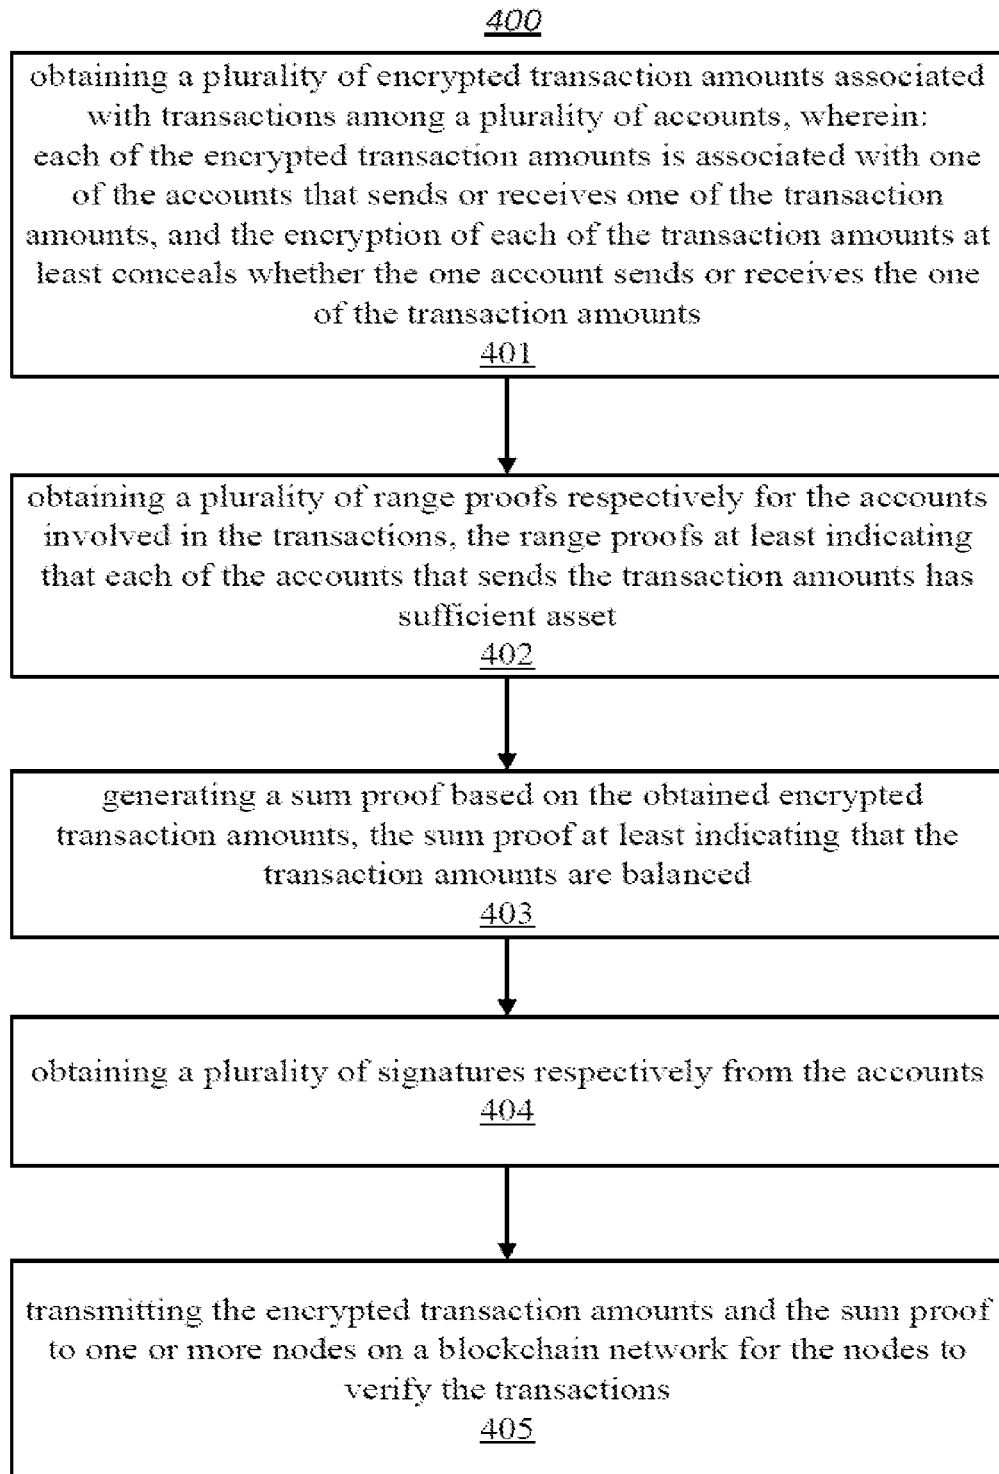 400
obtaining a plurality of encrypted transaction amounts associated
with transactions among a plurality of accounts, wherein:
each of the encrypted transaction amounts is associated with one
of the accounts that sends or receives one of the transaction
amounts, and the encryption of each of the transaction amounts at
least conceals whether the one account sends or receives the one
of the transaction amounts
401
obtaining a plurality of range proofs respectively for the accounts
involved in the transactions, the range proofs at least indicating
that each of the accounts that sends the transaction amounts has
sufficient asset
402
generating a sum proof based on the obtained encrypted
transaction amounts, the sum proof at least indicating that the
transaction amounts are balanced
403
obtaining a plurality of signatures respectively from the accounts
404
transmitting the encrypted transaction amounts and the sum proof
to one or more nodes on a blockchain network for the nodes to
verify the transactions
405